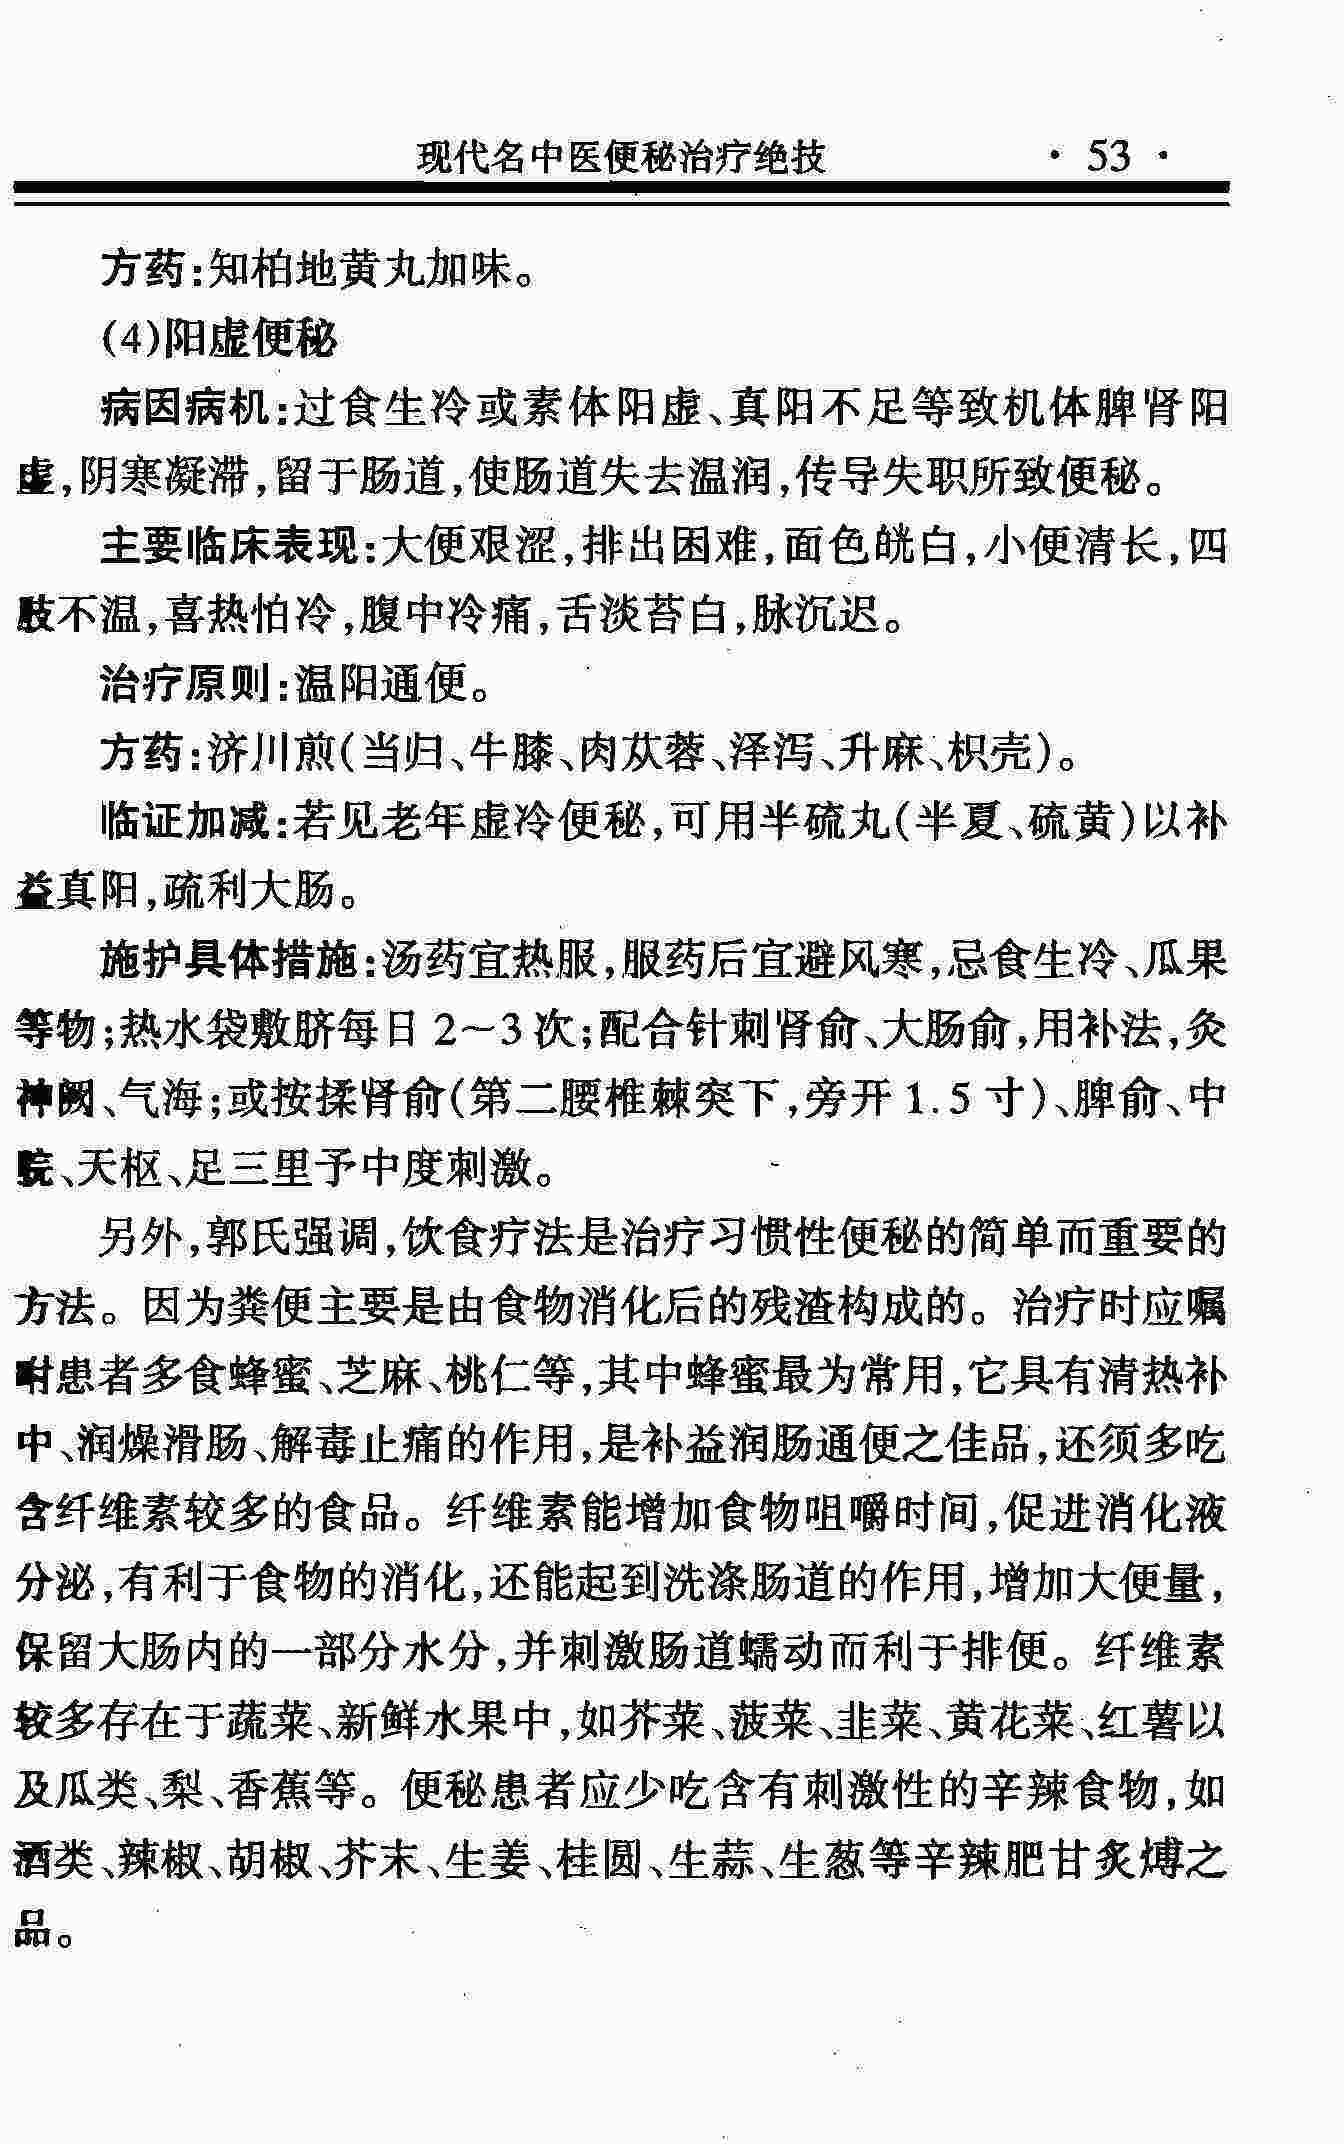 现代名中医便秘治疗绝技 · 53 ·
方药:知柏地黄丸加味。
(4)阳虚便秘
病因病机:过食生冷或素体阳虚、真阳不足等致机体脾肾阳
虚,阴寒凝滞,留于肠道,使肠道失去温润,传导失职所致便秘。
主要临床表现:大便艰涩,排出困难,面色㿠白,小便清长,四
肢不温,喜热怕冷,腹中冷痛,舌淡苔白,脉沉迟。
治疗原则:温阳通便。
方药:济川煎(当归、牛膝、肉苁蓉、泽泻、升麻、枳壳)。
临证加减:若见老年虚冷便秘,可用半硫丸(半夏、硫黄)以补
益真阳,疏利大肠。
施护具体措施:汤药宜热服,服药后宜避风寒,忌食生冷、瓜果
等物;热水袋敷脐每日 2~3 次;配合针刺肾俞、大肠俞,用补法,灸
神阙、气海;或按揉肾俞(第二腰椎棘突下,旁开 1.5 寸)、脾俞、中
脘、天枢、足三里予中度刺激。
另外,郭氏强调,饮食疗法是治疗习惯性便秘的简单而重要的
方法。因为粪便主要是由食物消化后的残渣构成的。治疗时应嘱
咐患者多食蜂蜜、芝麻、桃仁等,其中蜂蜜最为常用,它具有清热补
中、润燥滑肠、解毒止痛的作用,是补益润肠通便之佳品,还须多吃
含纤维素较多的食品。纤维素能增加食物咀嚼时间,促进消化液
分泌,有利于食物的消化,还能起到洗涤肠道的作用,增加大便量,
保留大肠内的一部分水分,并刺激肠道蠕动而利于排便。纤维素
较多存在于蔬菜、新鲜水果中,如芥菜、菠菜、韭菜、黄花菜、红薯以
及瓜类、梨、香蕉等。便秘患者应少吃含有刺激性的辛辣食物,如
酒类、辣椒、胡椒、芥末、生姜、桂圆、生蒜、生葱等辛辣肥甘炙煿之
品。